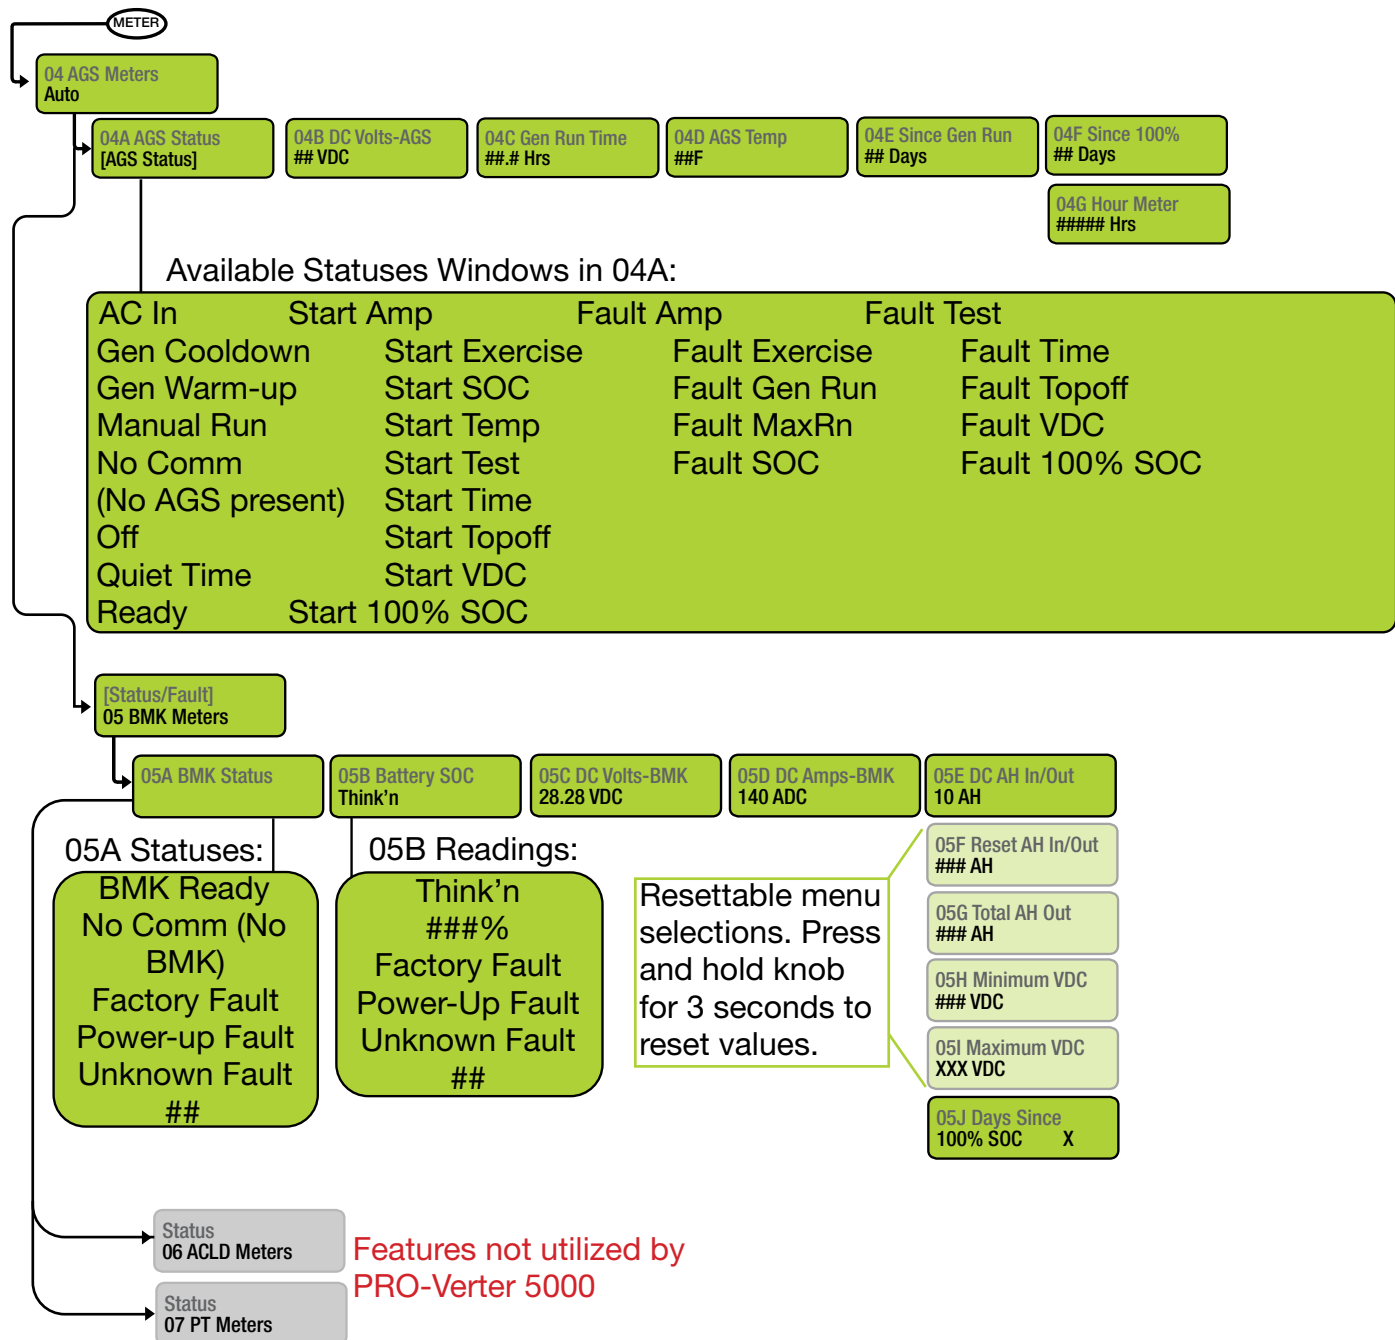 METER
04 AGS Meters
Auto
04A AGS Status
[AGS Status]
04B DC Volts-AGS
## VDC
04C Gen Run Time
##.# Hrs
04D AGS Temp
##F
04E Since Gen Run
## Days
04F Since 100%
## Days
04G Hour Meter
##### Hrs
Available Statuses Windows in 04A:
AC In Start Amp Fault Amp Fault Test
Gen Cooldown Start Exercise Fault Exercise Fault Time
Gen Warm-up Start SOC Fault Gen Run Fault Topoff
Manual Run Start Temp Fault MaxRn Fault VDC
No Comm Start Test Fault SOC Fault 100% SOC
(No AGS present) Start Time
Off Start Topoff
Quiet Time Start VDC
Ready Start 100% SOC
[Status/Fault]
05 BMK Meters
05A BMK Status
05B Battery SOC
Think'n
05C DC Volts-BMK
28.28 VDC
05D DC Amps-BMK
140 ADC
05E DC AH In/Out
10 AH
05A Statuses:
BMK Ready
No Comm (No
BMK)
Factory Fault
Power-up Fault
Unknown Fault
##
05B Readings:
Think'n
###%
Factory Fault
Power-Up Fault
Unknown Fault
##
Resettable menu
selections. Press
and hold knob
for 3 seconds to
reset values.
05F Reset AH In/Out
### AH
05G Total AH Out
### AH
05H Minimum VDC
### VDC
05I Maximum VDC
XXX VDC
05J Days Since
100% SOC X
Status
06 ACLD Meters
Features not utilized by
PRO-Verter 5000
Status
07 PT Meters